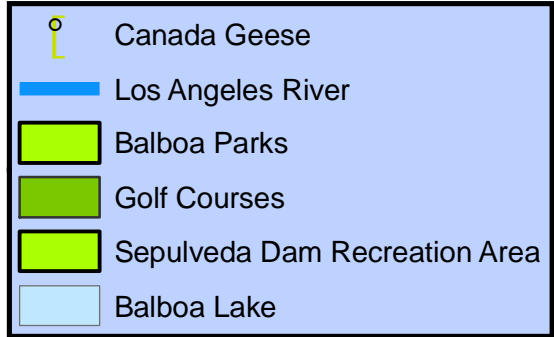 Canada Geese
Los Angeles River
Balboa Parks
Golf Courses
Sepulveda Dam Recreation Area
Balboa Lake